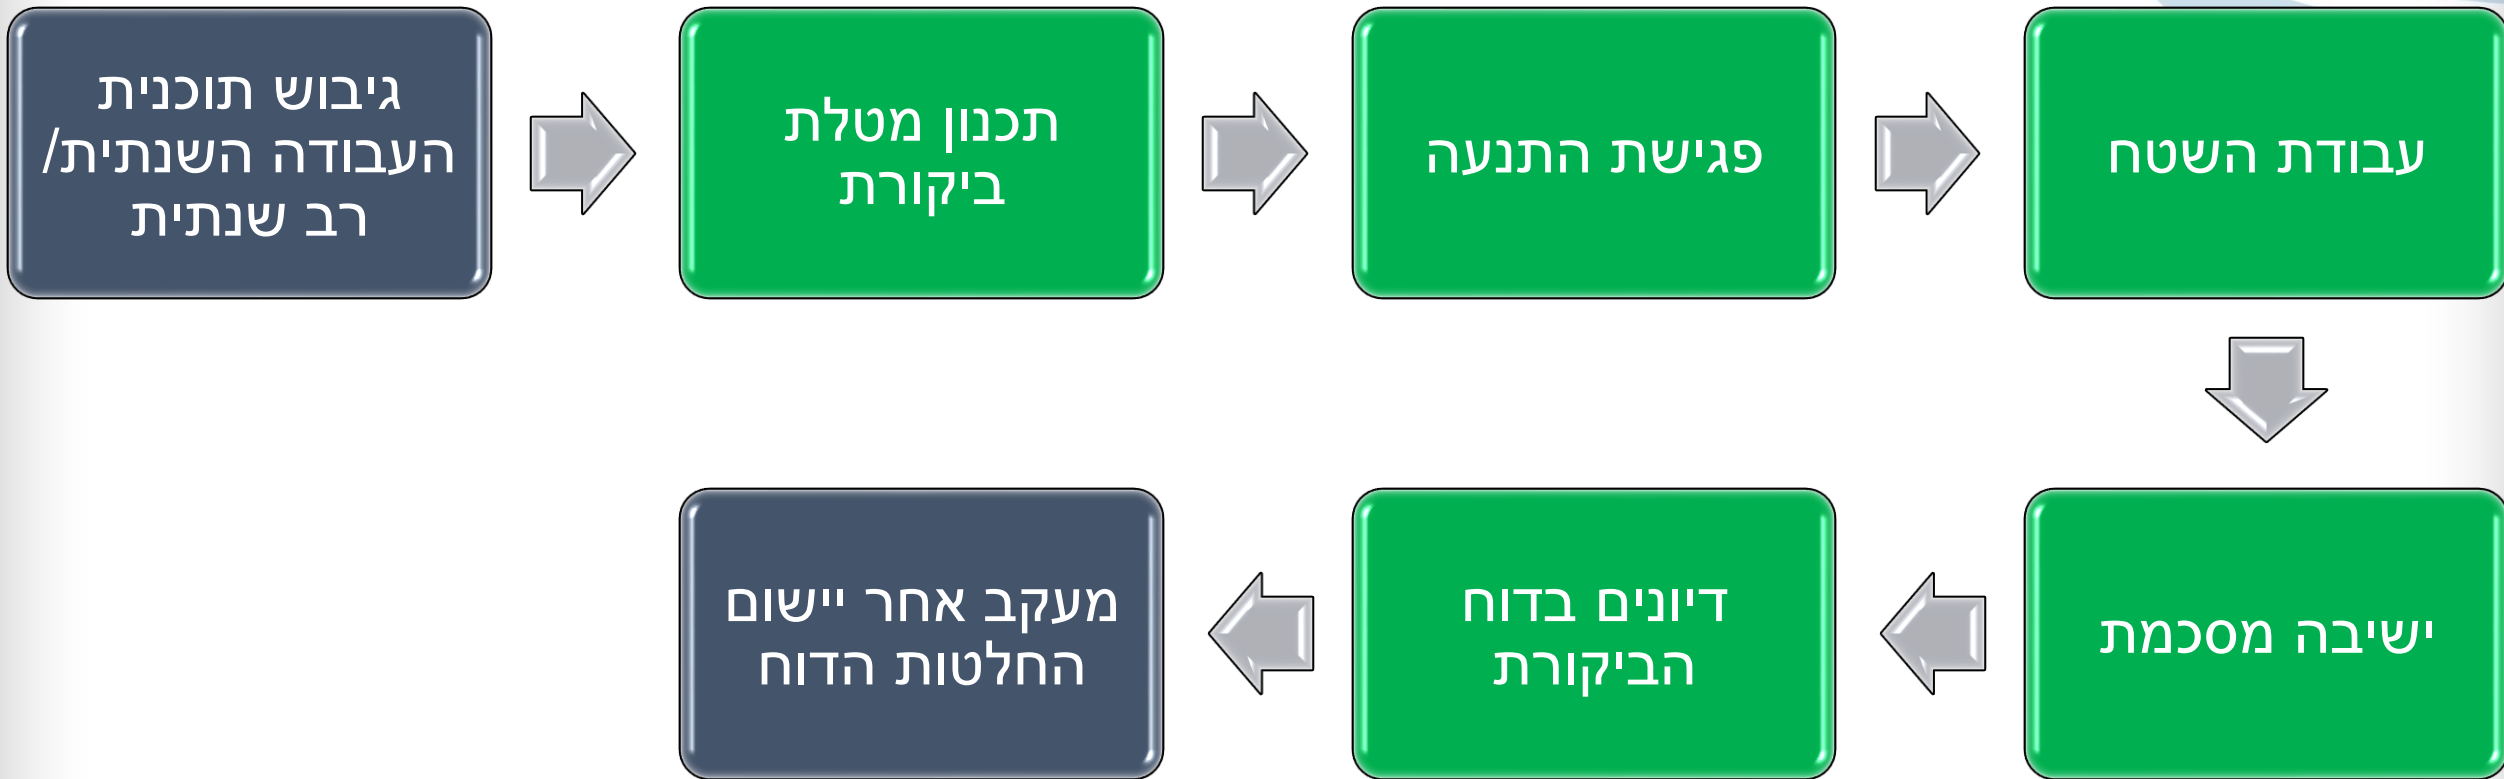 גיבוש תוכנית
העבודה השנתית/
רב שנתית
תכנון מטלת
ביקורת
פגישת התנעה
עבודת השטח
ישיבה מסכמת
דיונים בדוח
הביקורת
מעקב אחר יישום
החלטות הדוח